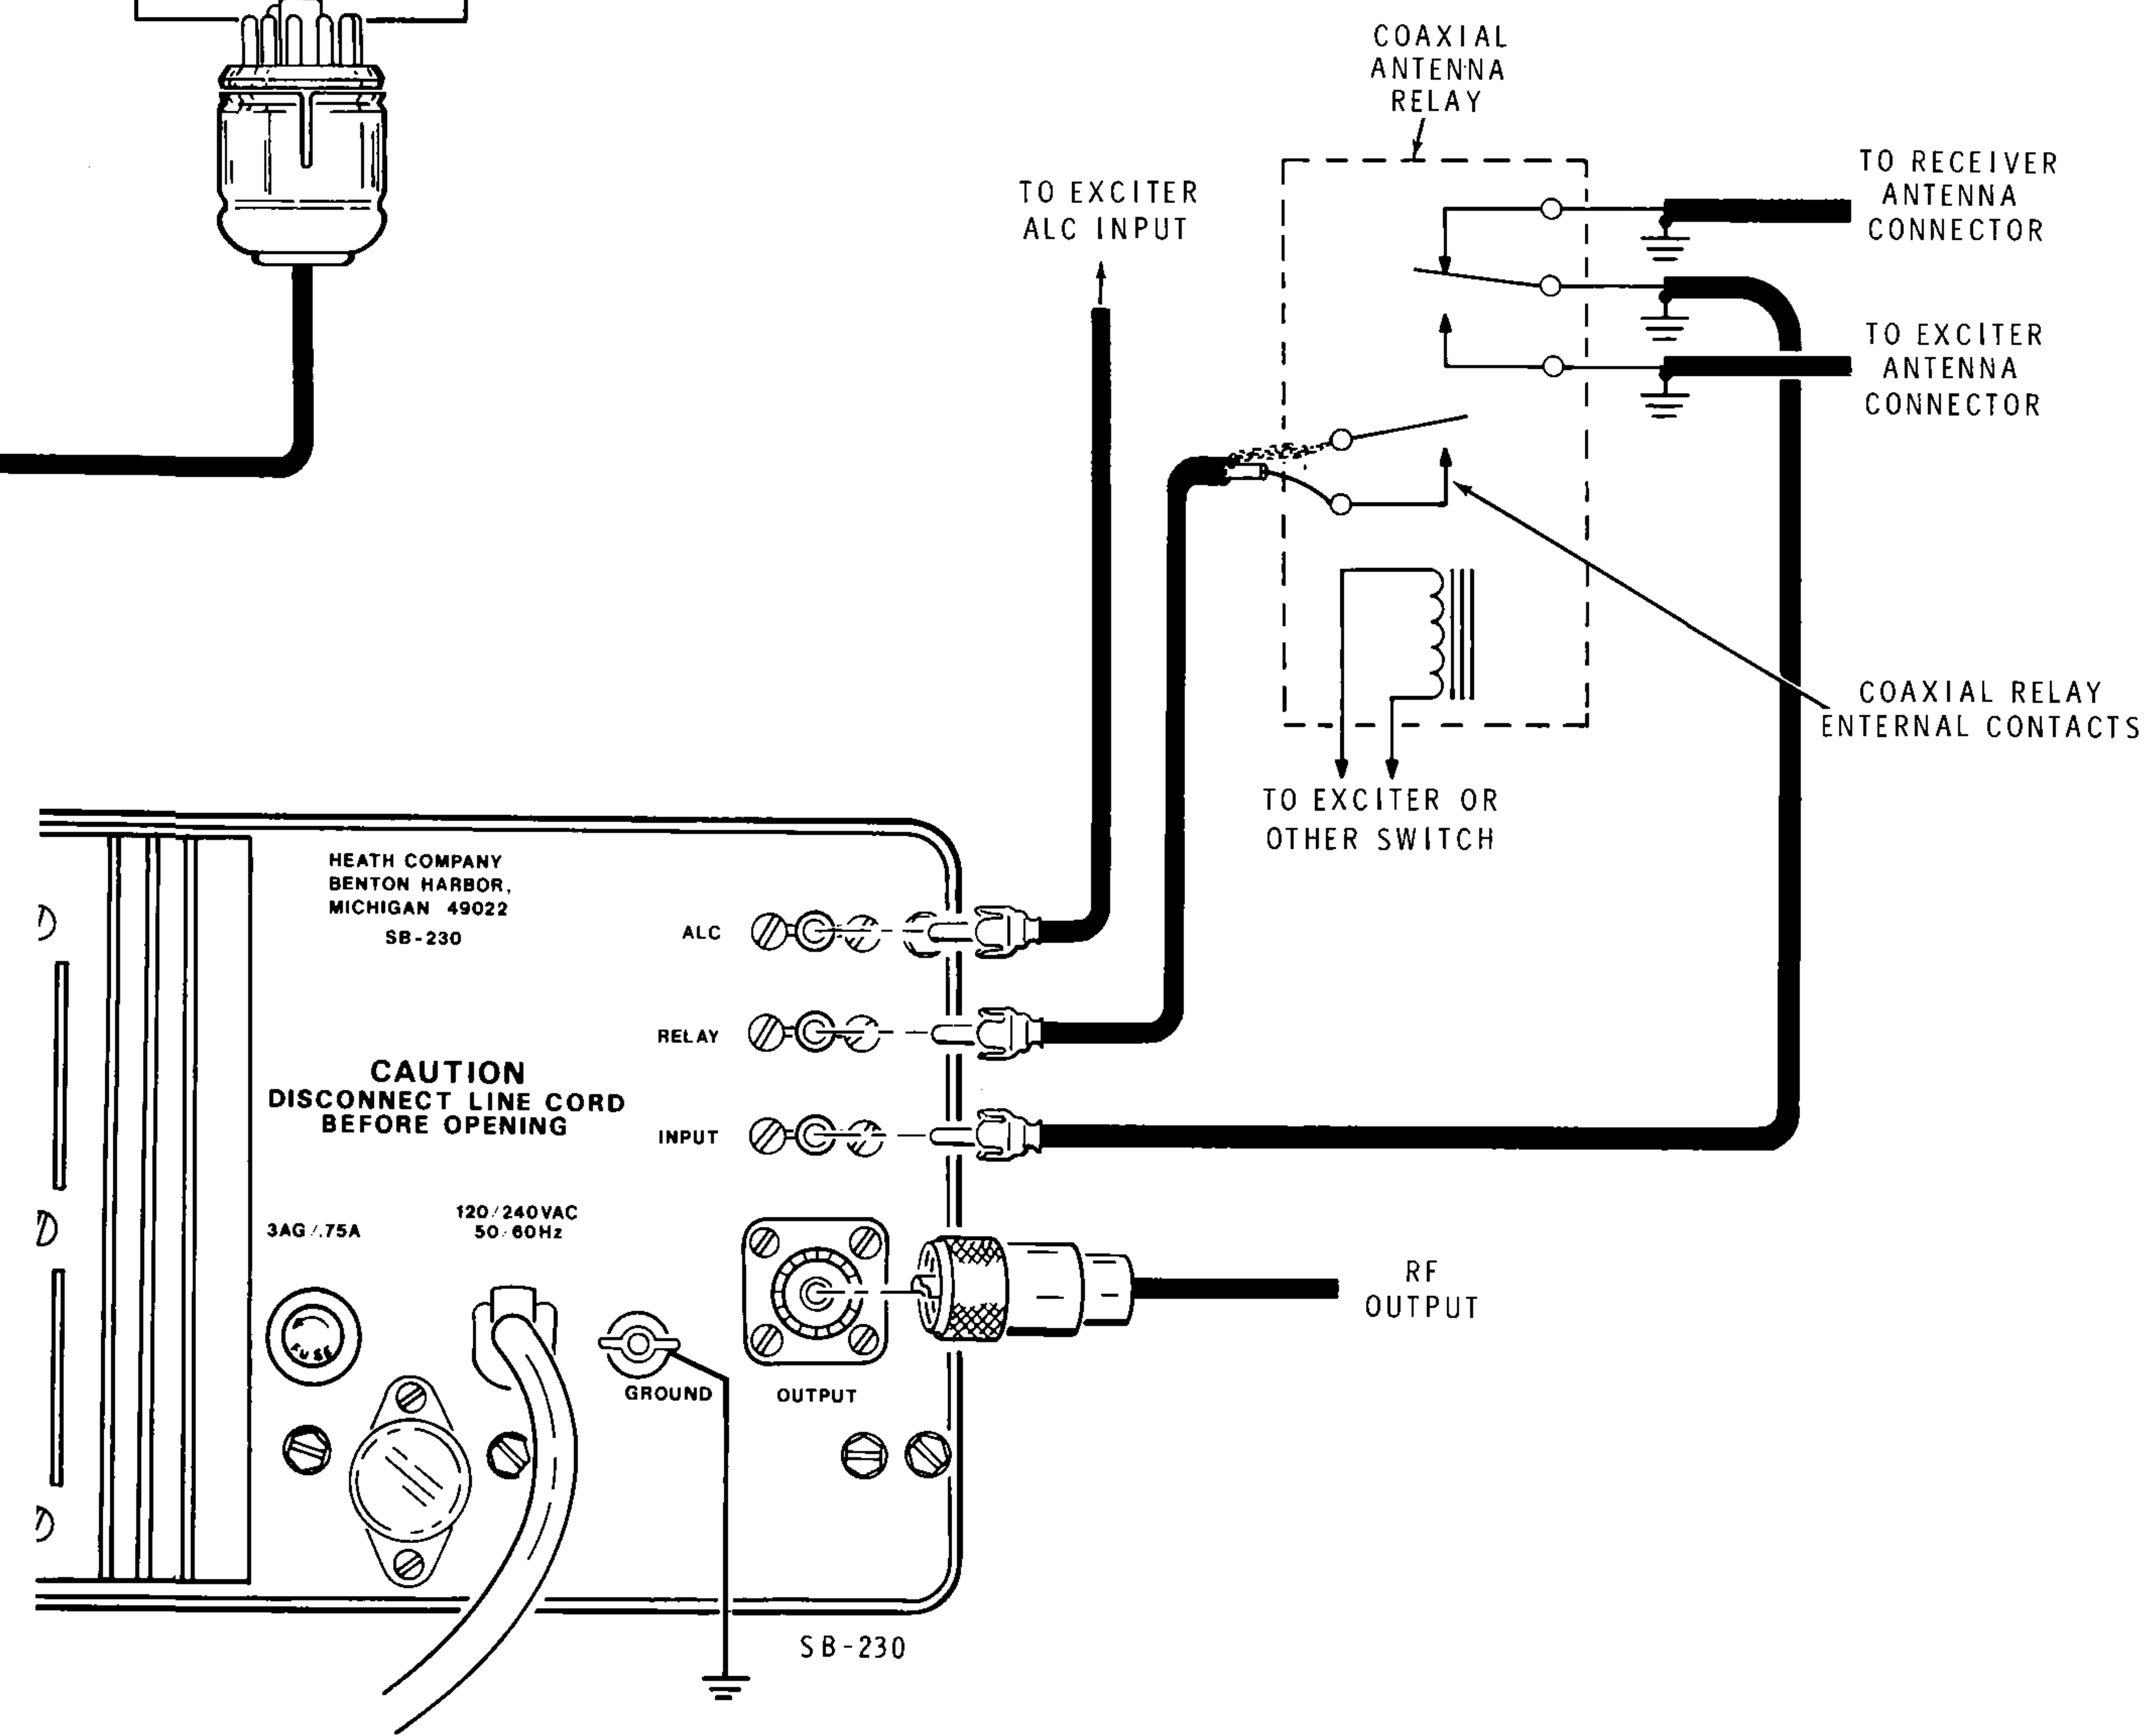 COAXIAL
ANTENNA
RELAY
TO EXCITER
ALC INPUT
TO RECEIVER
ANTENNA
CONNECTOR
TO EXCITER
ANTENNA
CONNECTOR
COAXIAL RELAY
ENTERNAL CONTACTS
TO EXCITER OR
OTHER SWITCH
HEATH COMPANY
BENTON HARBOR,
MICHIGAN 49022
SB-230
ALC
RELAY
CAUTION
DISCONNECT LINE CORD
BEFORE OPENING
INPUT
3AG/.75A
120/240VAC
50/60Hz
FUSE
GROUND
OUTPUT
RF
OUTPUT
SB-230